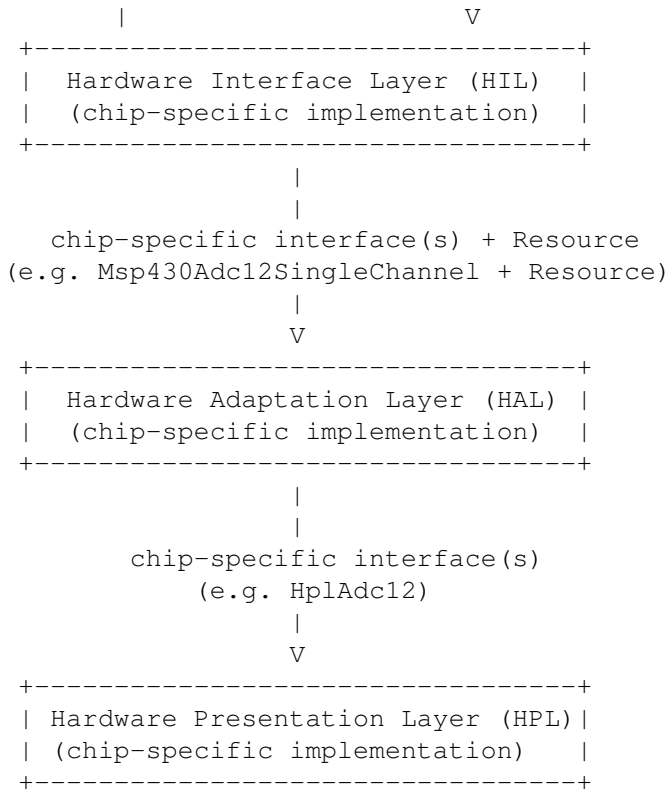 | V
+----------------------------------+
| Hardware Interface Layer (HIL) |
| (chip-specific implementation) |
+----------------------------------+
|
|
chip-specific interface(s) + Resource
(e.g. Msp430Adc12SingleChannel + Resource)
|
V
+----------------------------------+
| Hardware Adaptation Layer (HAL) |
| (chip-specific implementation) |
+----------------------------------+
|
|
chip-specific interface(s)
(e.g. HplAdc12)
|
V
+----------------------------------+
| Hardware Presentation Layer (HPL)|
| (chip-specific implementation) |
+----------------------------------+